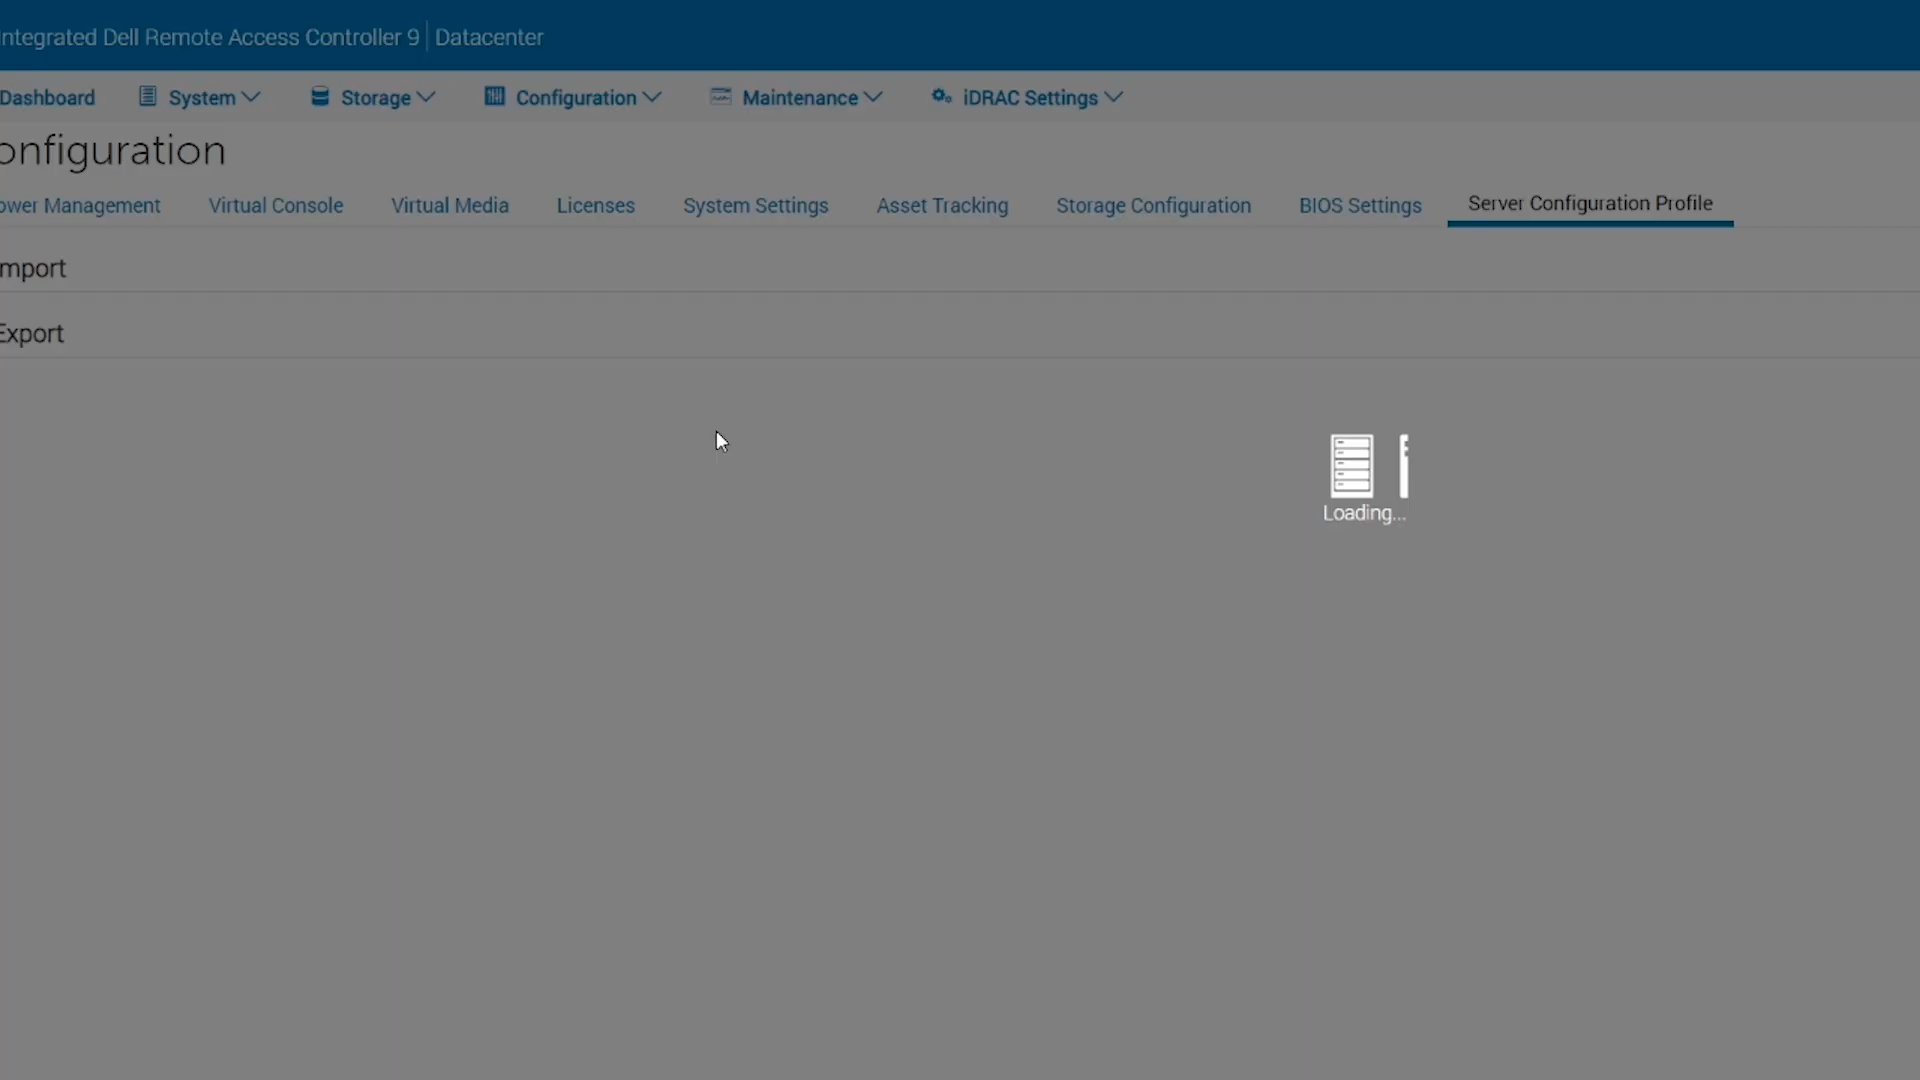 ntegrated Dell Remote Access Controller 9 | Datacenter
Dashboard System Storage Configuration Maintenance iDRAC Settings
onfiguration
ower Management Virtual Console Virtual Media Licenses System Settings Asset Tracking Storage Configuration BIOS Settings Server Configuration Profile
mport
Export
Loading...